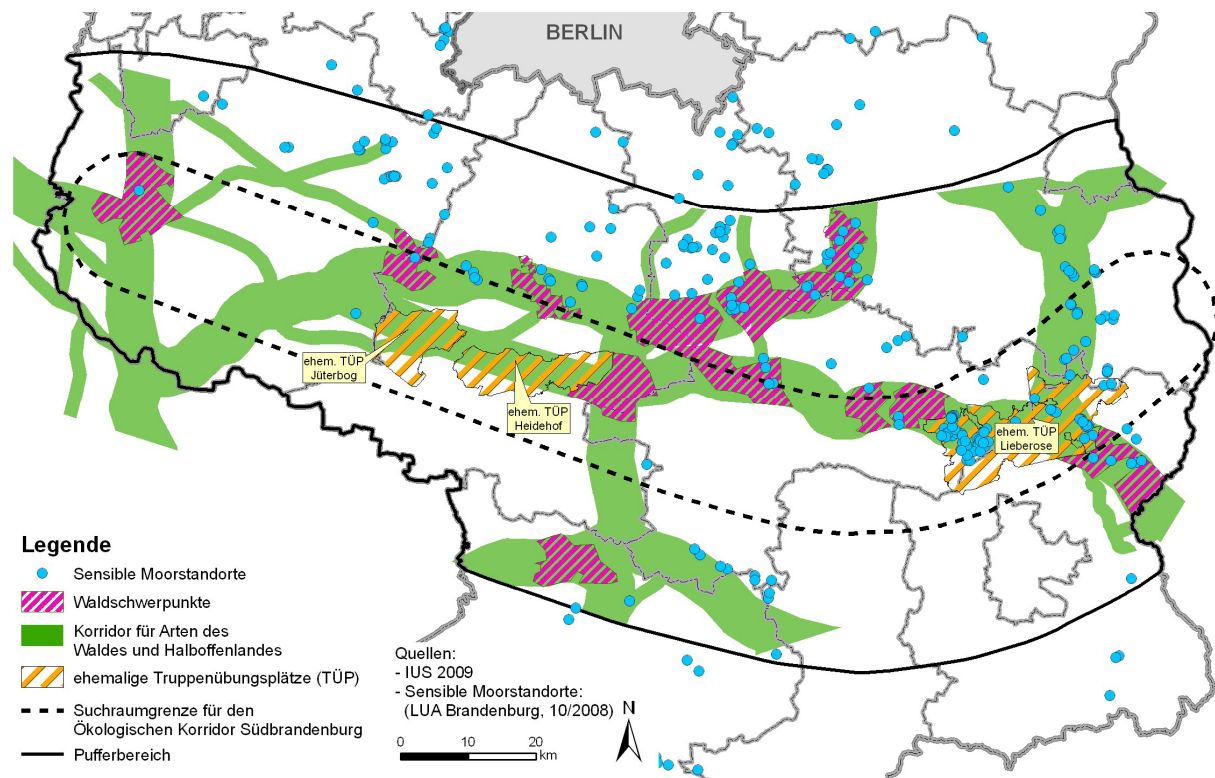 BERLIN
ehem. TÜP
Jüterbog
ehem. TÜP
Heidehof
ehem. TÜP
Lieberose
Legende
Sensible Moorstandorte
Waldschwerpunkte
Korridor für Arten des
Waldes und Halboffenlandes
ehemalige Truppenübungsplätze (TÜP)
Suchraumgrenze für den
Ökologischen Korridor Südbrandenburg
Pufferbereich
Quellen:
- IUS 2009
- Sensible Moorstandorte:
(LUA Brandenburg, 10/2008)
N
0 10 20
km